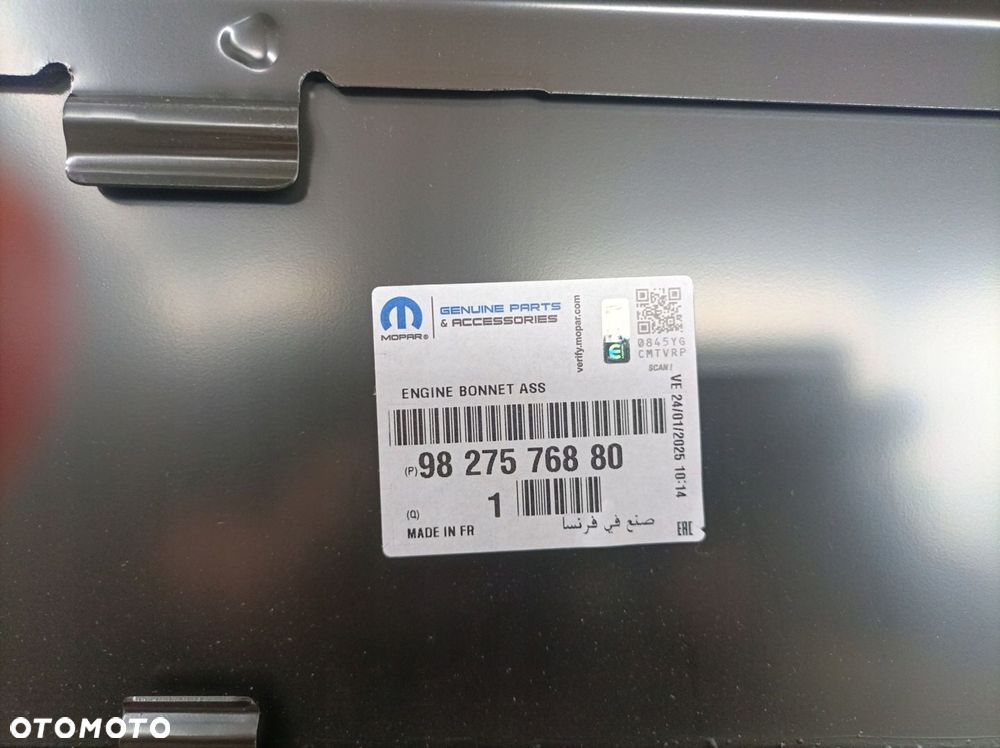 MOPAR®
GENUINE PARTS
& ACCESSORIES
verify.mopar.com
0845YG
CMTVRP
SCAN!
ENGINE BONNET ASS
(P) 98 275 768 80
VE 24/01/2025 10:14
(Q) 1
MADE IN FR
صنع في فرنسا
EAC
OTOMOTO